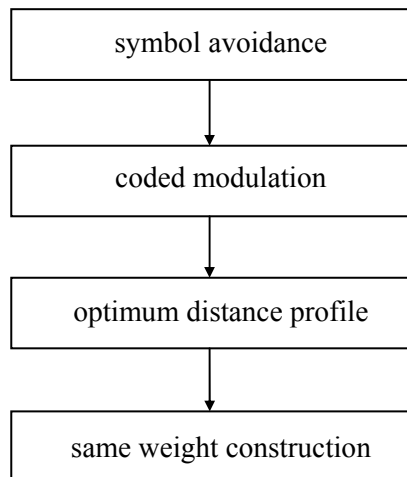 symbol avoidance
coded modulation
optimum distance profile
same weight construction